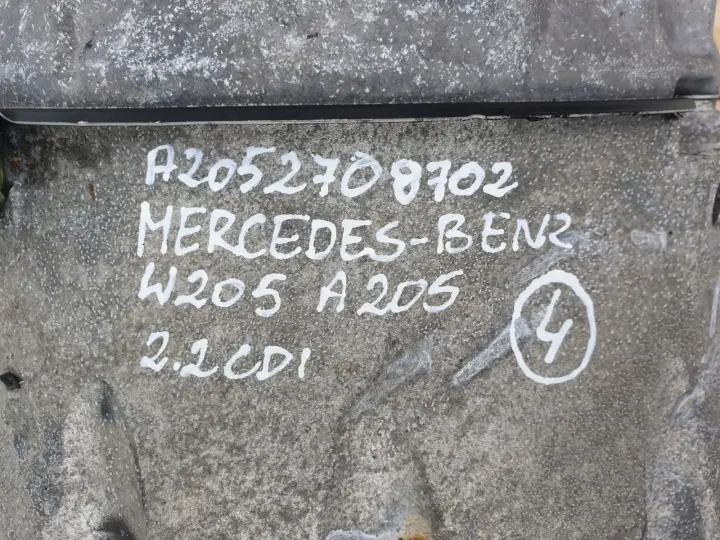 A2052708702
MERCEDES-BENZ
W205 A205
2.2CDI
4